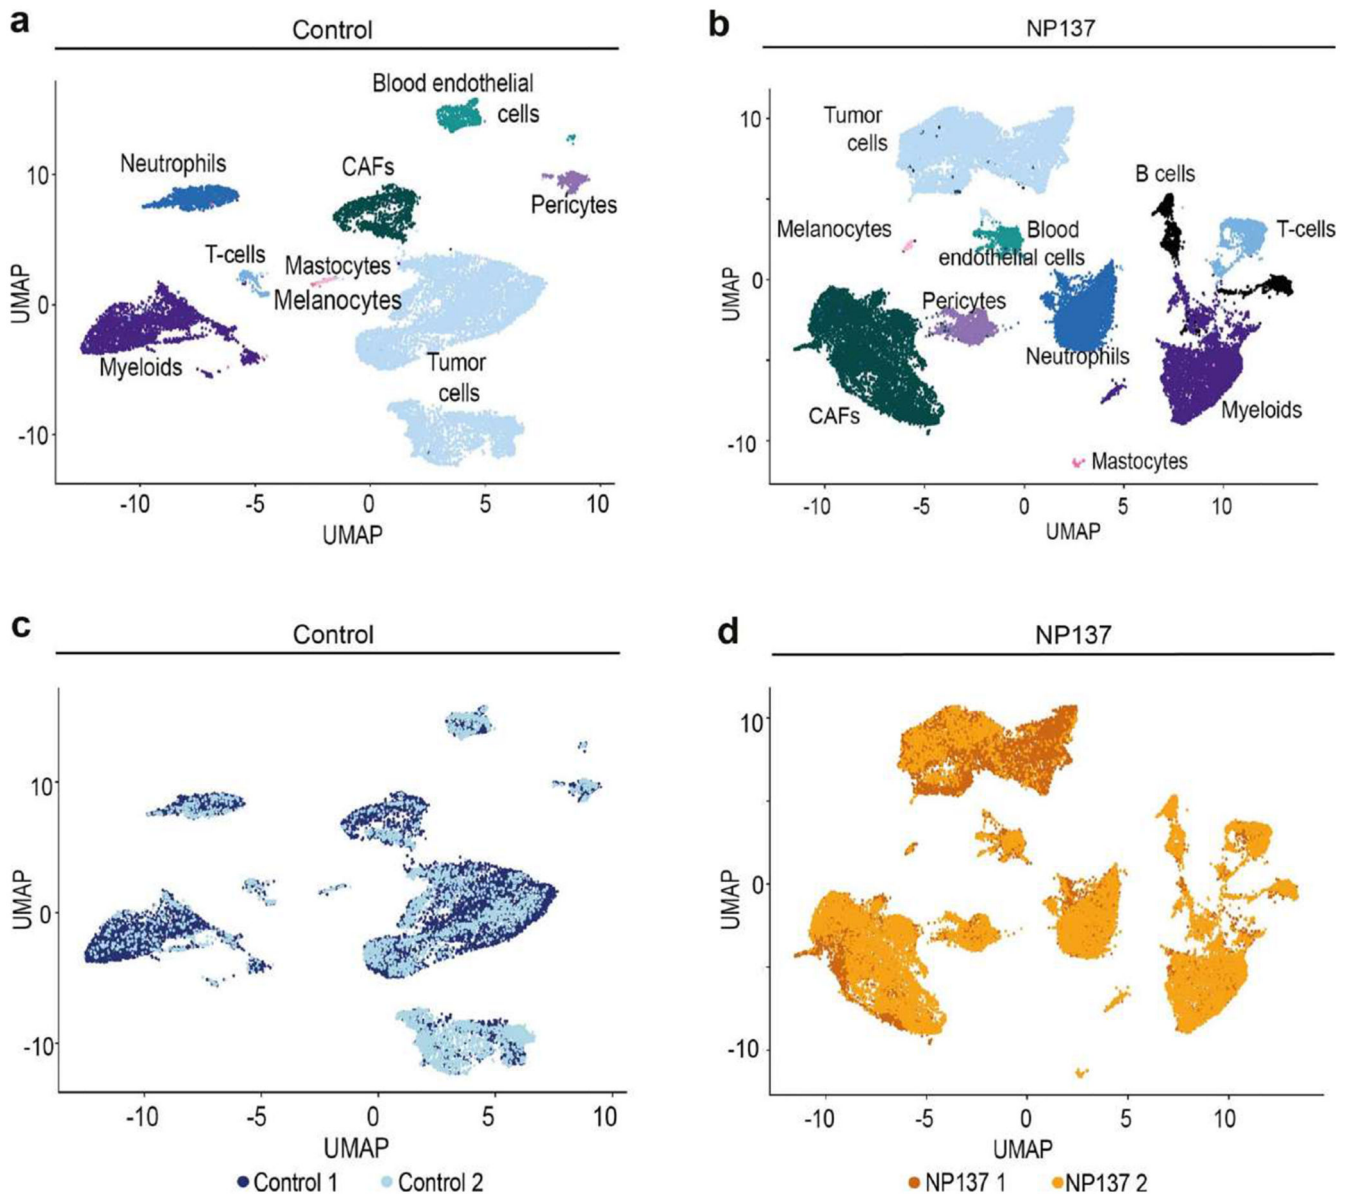 a
Control
Blood endothelial
cells
Neutrophils
CAFs
Pericytes
T-cells
Mastocytes
Melanocytes
Myeloids
Tumor
cells
10
0
-10
UMAP
-10
-5
0
5
10
UMAP
b
NP137
Tumor
cells
B cells
Melanocytes
Blood
endothelial cells
T-cells
Pericytes
Neutrophils
CAFs
Myeloids
Mastocytes
10
0
-10
UMAP
-10
-5
0
5
10
UMAP
c
Control
10
0
-10
UMAP
-10
-5
0
5
10
UMAP
Control 1
Control 2
d
NP137
10
0
-10
UMAP
-10
-5
0
5
10
UMAP
NP137 1
NP137 2